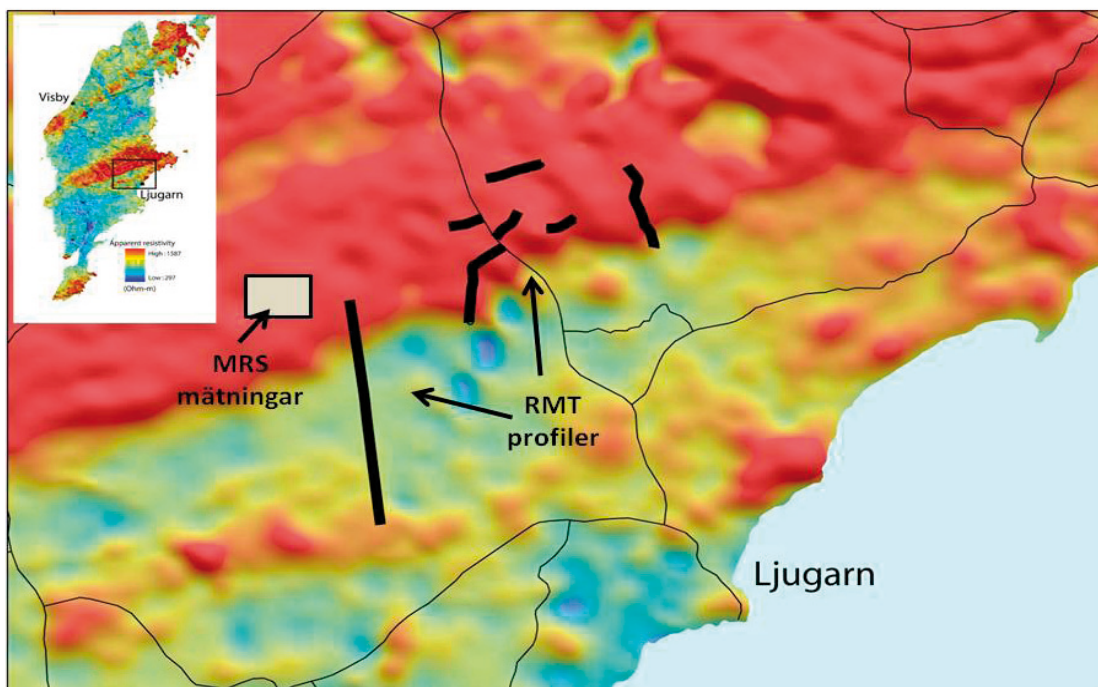 Visby
Ljugarn
Apparent resistivity
High : 1587
Low : 297
(Ohm-m)
MRS
mätningar
RMT
profiler
Ljugarn